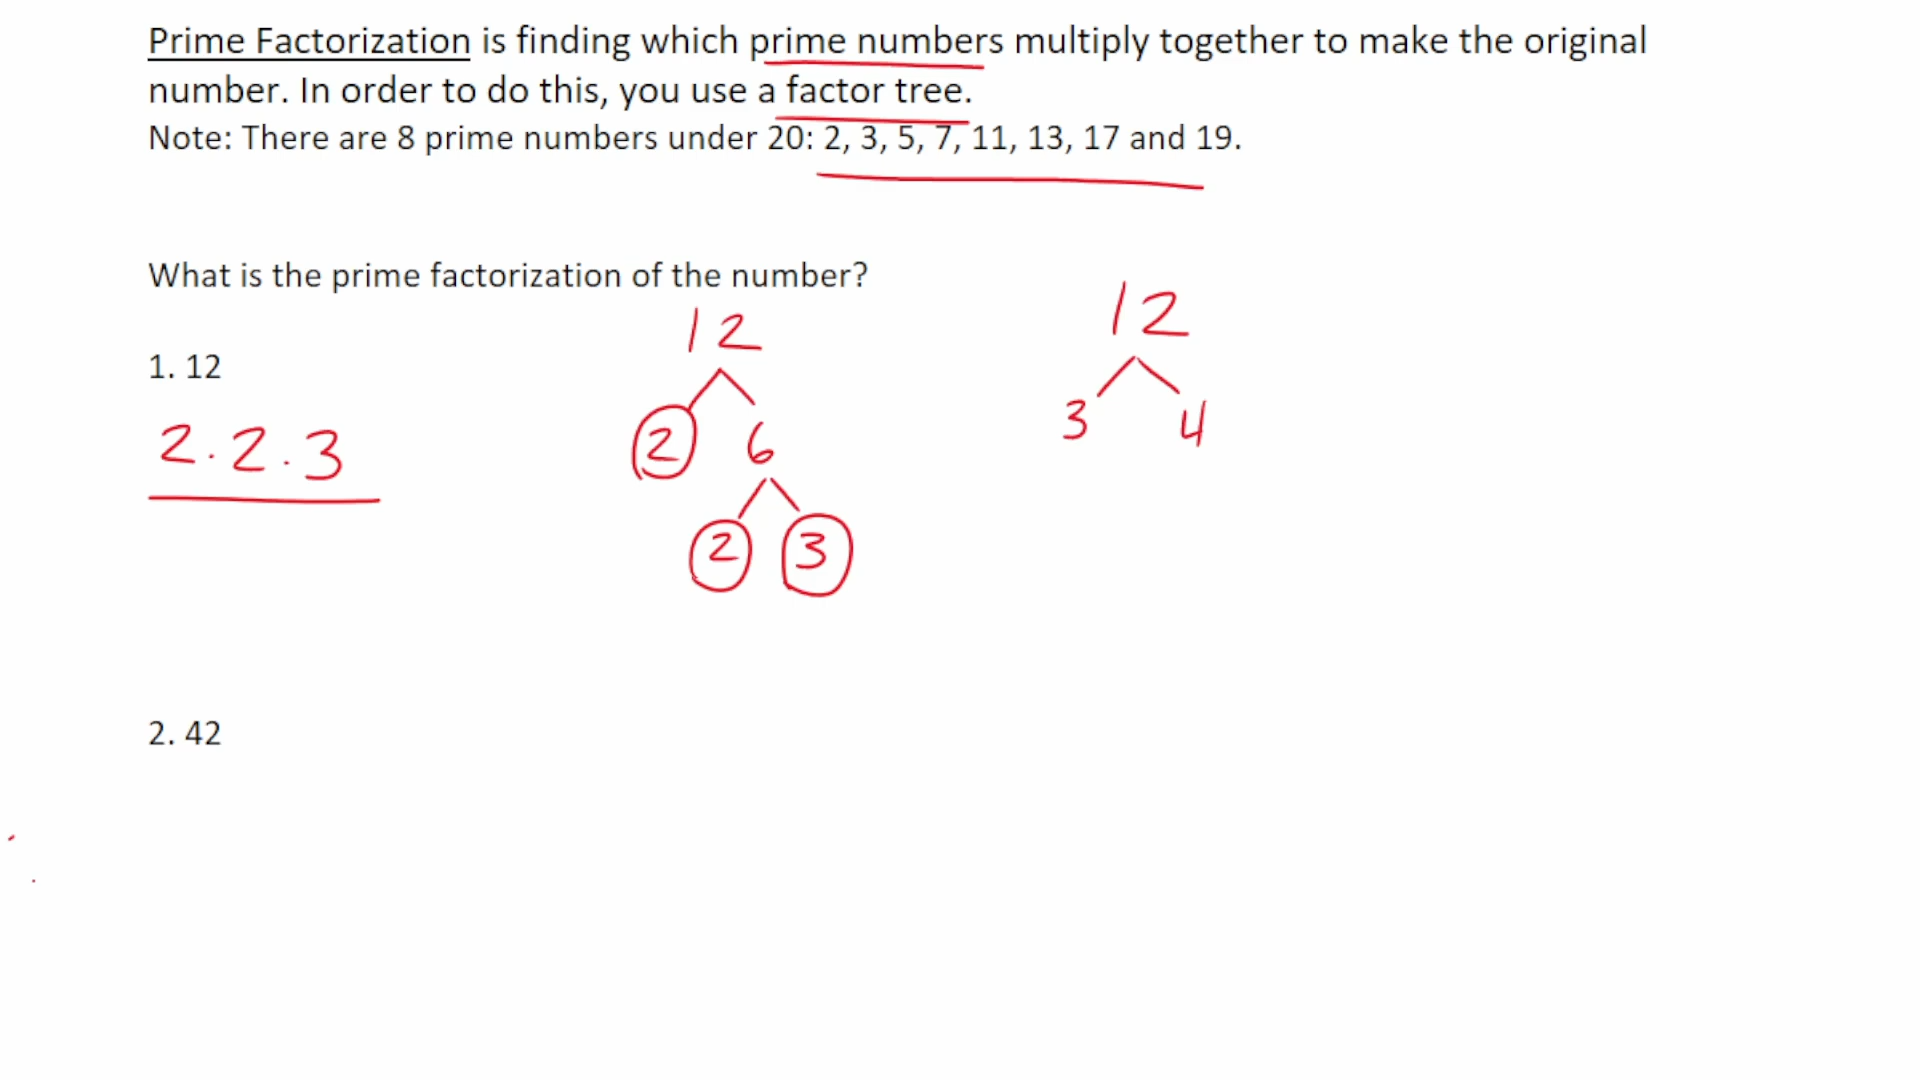 Prime Factorization is finding which prime numbers multiply together to make the original
number. In order to do this, you use a factor tree.
Note: There are 8 prime numbers under 20: 2, 3, 5, 7, 11, 13, 17 and 19.
What is the prime factorization of the number?
12
12
1. 12
3 4
2 . 2 . 3
2 6
2 3
2. 42